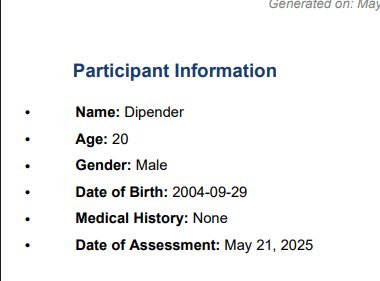 Generated on: May
Participant Information
• Name: Dipender
• Age: 20
• Gender: Male
• Date of Birth: 2004-09-29
• Medical History: None
• Date of Assessment: May 21, 2025